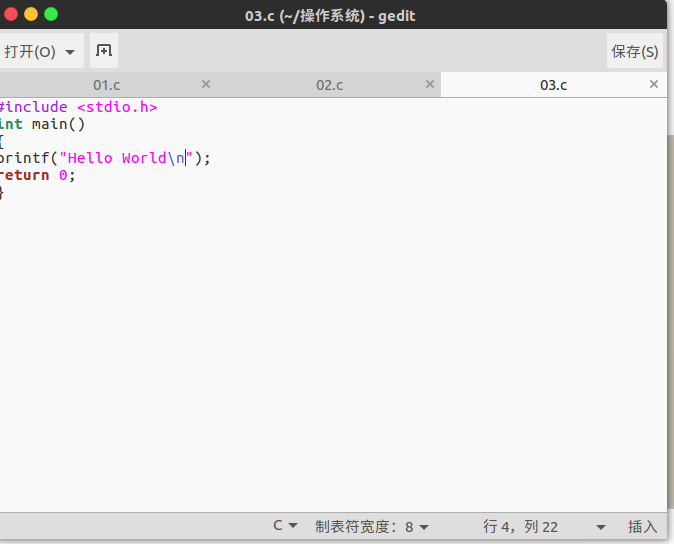 03.c (~/操作系统) - gedit
打开(O)
保存(S)
01.c
02.c
03.c
#include <stdio.h>
int main()
{
printf("Hello World\n");
return 0;
}
C
制表符宽度：8
行 4，列 22
插入